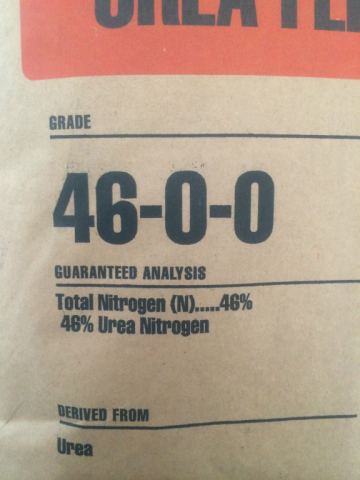 GRADE
46-0-0
GUARANTEED ANALYSIS
Total Nitrogen (N).....46%
46% Urea Nitrogen
DERIVED FROM
Urea